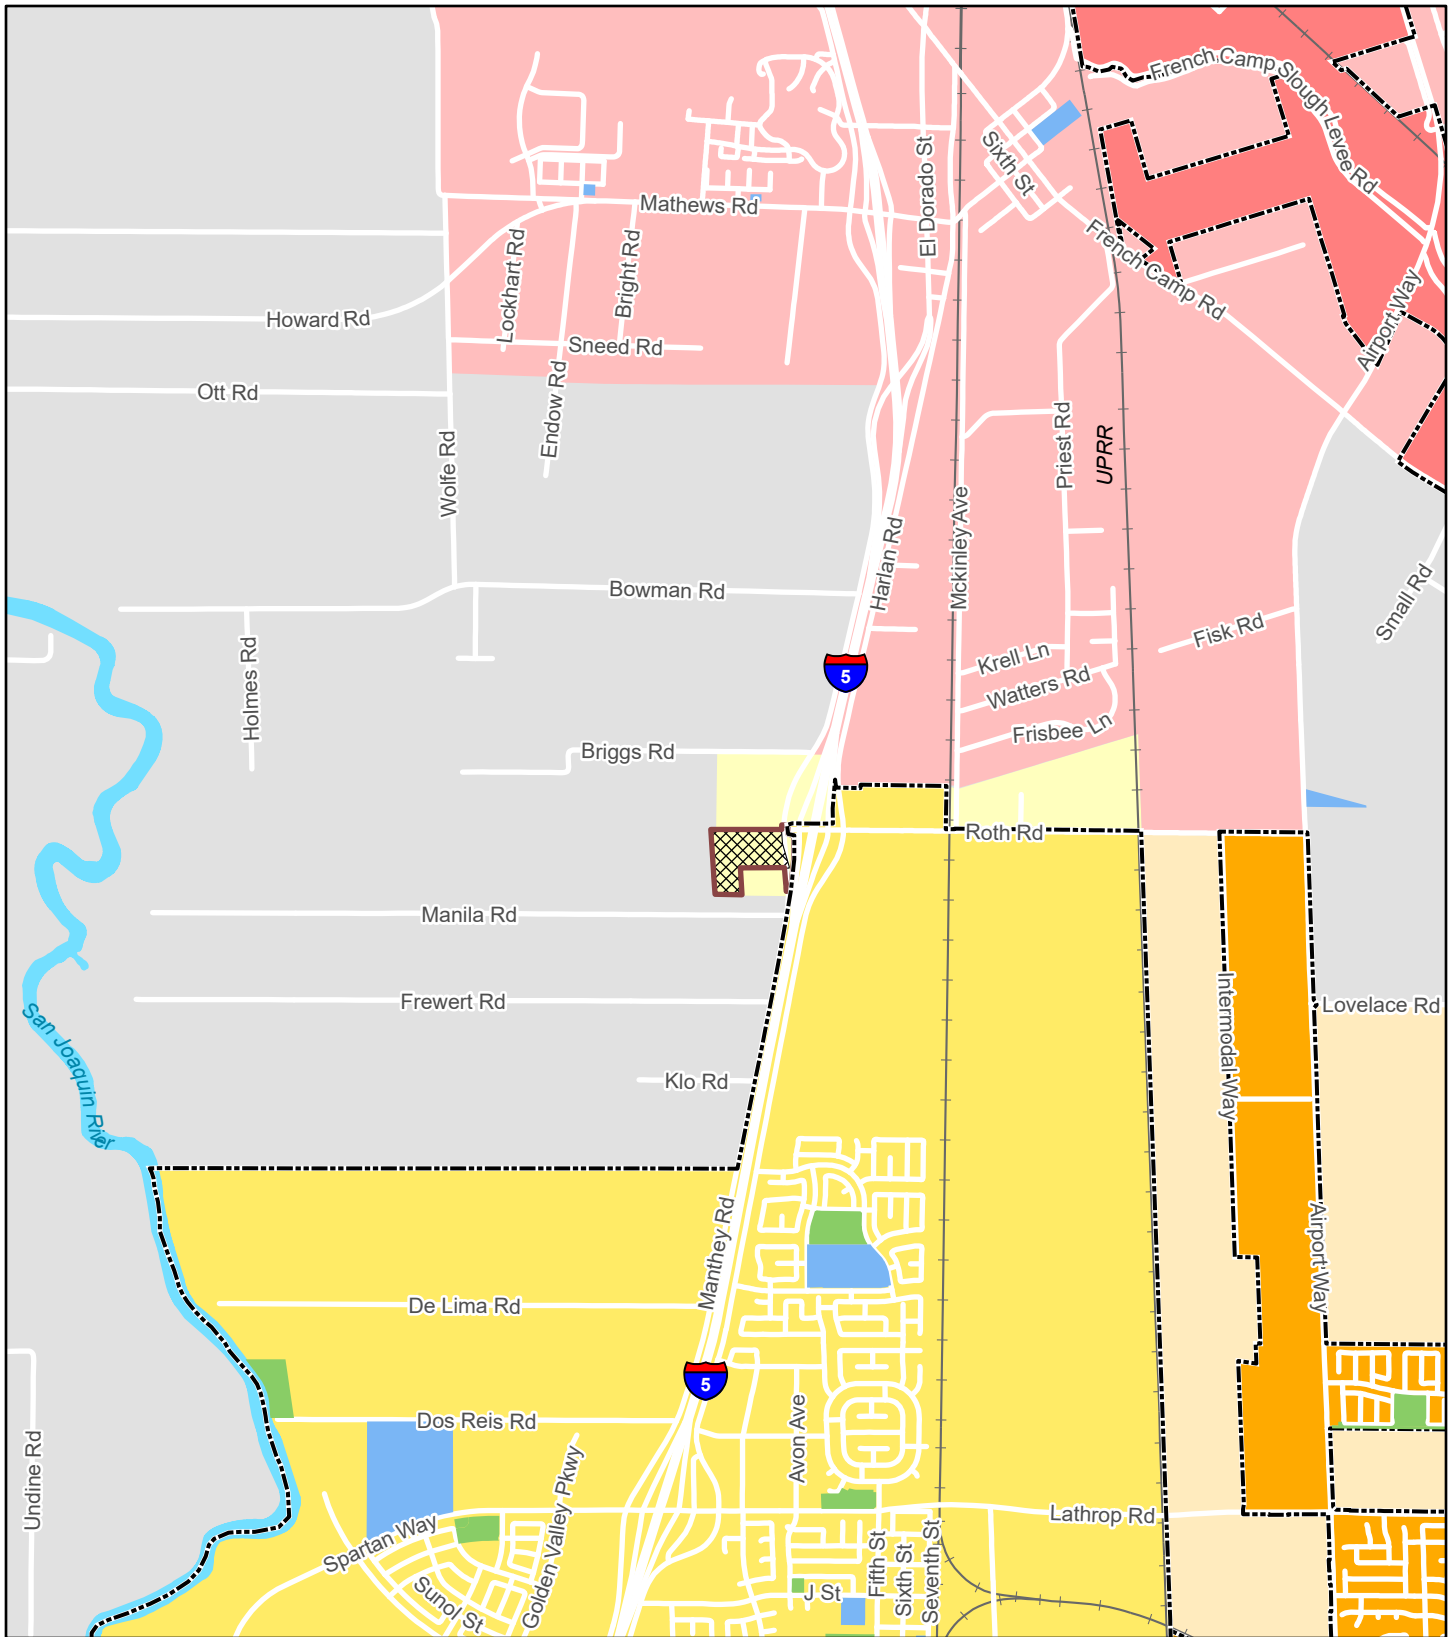 French Camp Slough Levee Rd
Sixth St
El Dorado St
Mathews Rd
Lockhart Rd
Bright Rd
French Camp Rd
Howard Rd
Sneed Rd
Airport Way
Ott Rd
Endow Rd
Wolfe Rd
Priest Rd
UPRR
Harlan Rd
Mckinley Ave
Bowman Rd
Small Rd
Fisk Rd
Holmes Rd
Krell Ln
5
Watters Rd
Frisbee Ln
Briggs Rd
Roth Rd
Manila Rd
Frewert Rd
Lovelace Rd
Intermodal Way
San Joaquin River
Klo Rd
Manthey Rd
Airport Way
De Lima Rd
5
Dos Reis Rd
Avon Ave
Undine Rd
Golden Valley Pkwy
Lathrop Rd
Spartan Way
Sunol St
J St
Fifth St
Sixth St
Seventh St